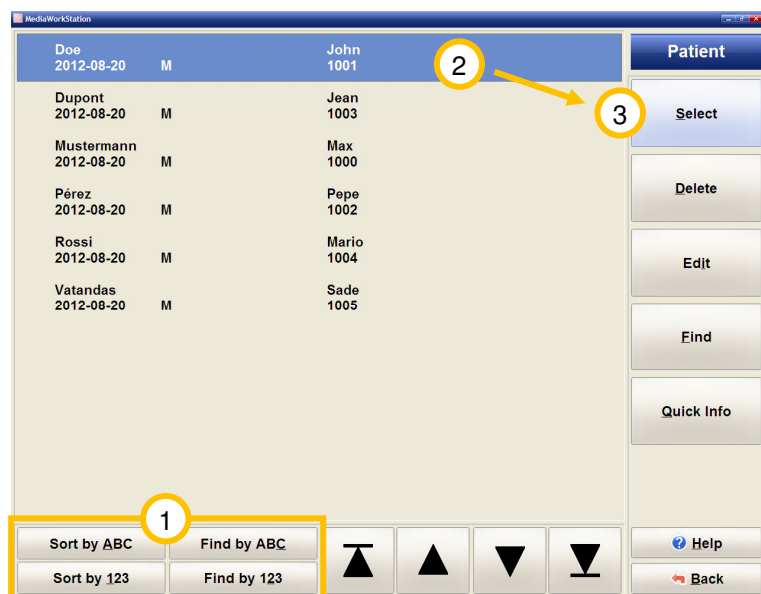 MediaWorkStation
Doe John
2012-08-20 M 1001
Dupont Jean
2012-08-20 M 1003
Mustermann Max
2012-08-20 M 1000
Pérez Pepe
2012-08-20 M 1002
Rossi Mario
2012-08-20 M 1004
Vatandas Sade
2012-08-20 M 1005
2
3
Patient
Select
Delete
Edit
Find
Quick Info
1
Sort by ABC Find by ABC
Sort by 123 Find by 123
Help
Back